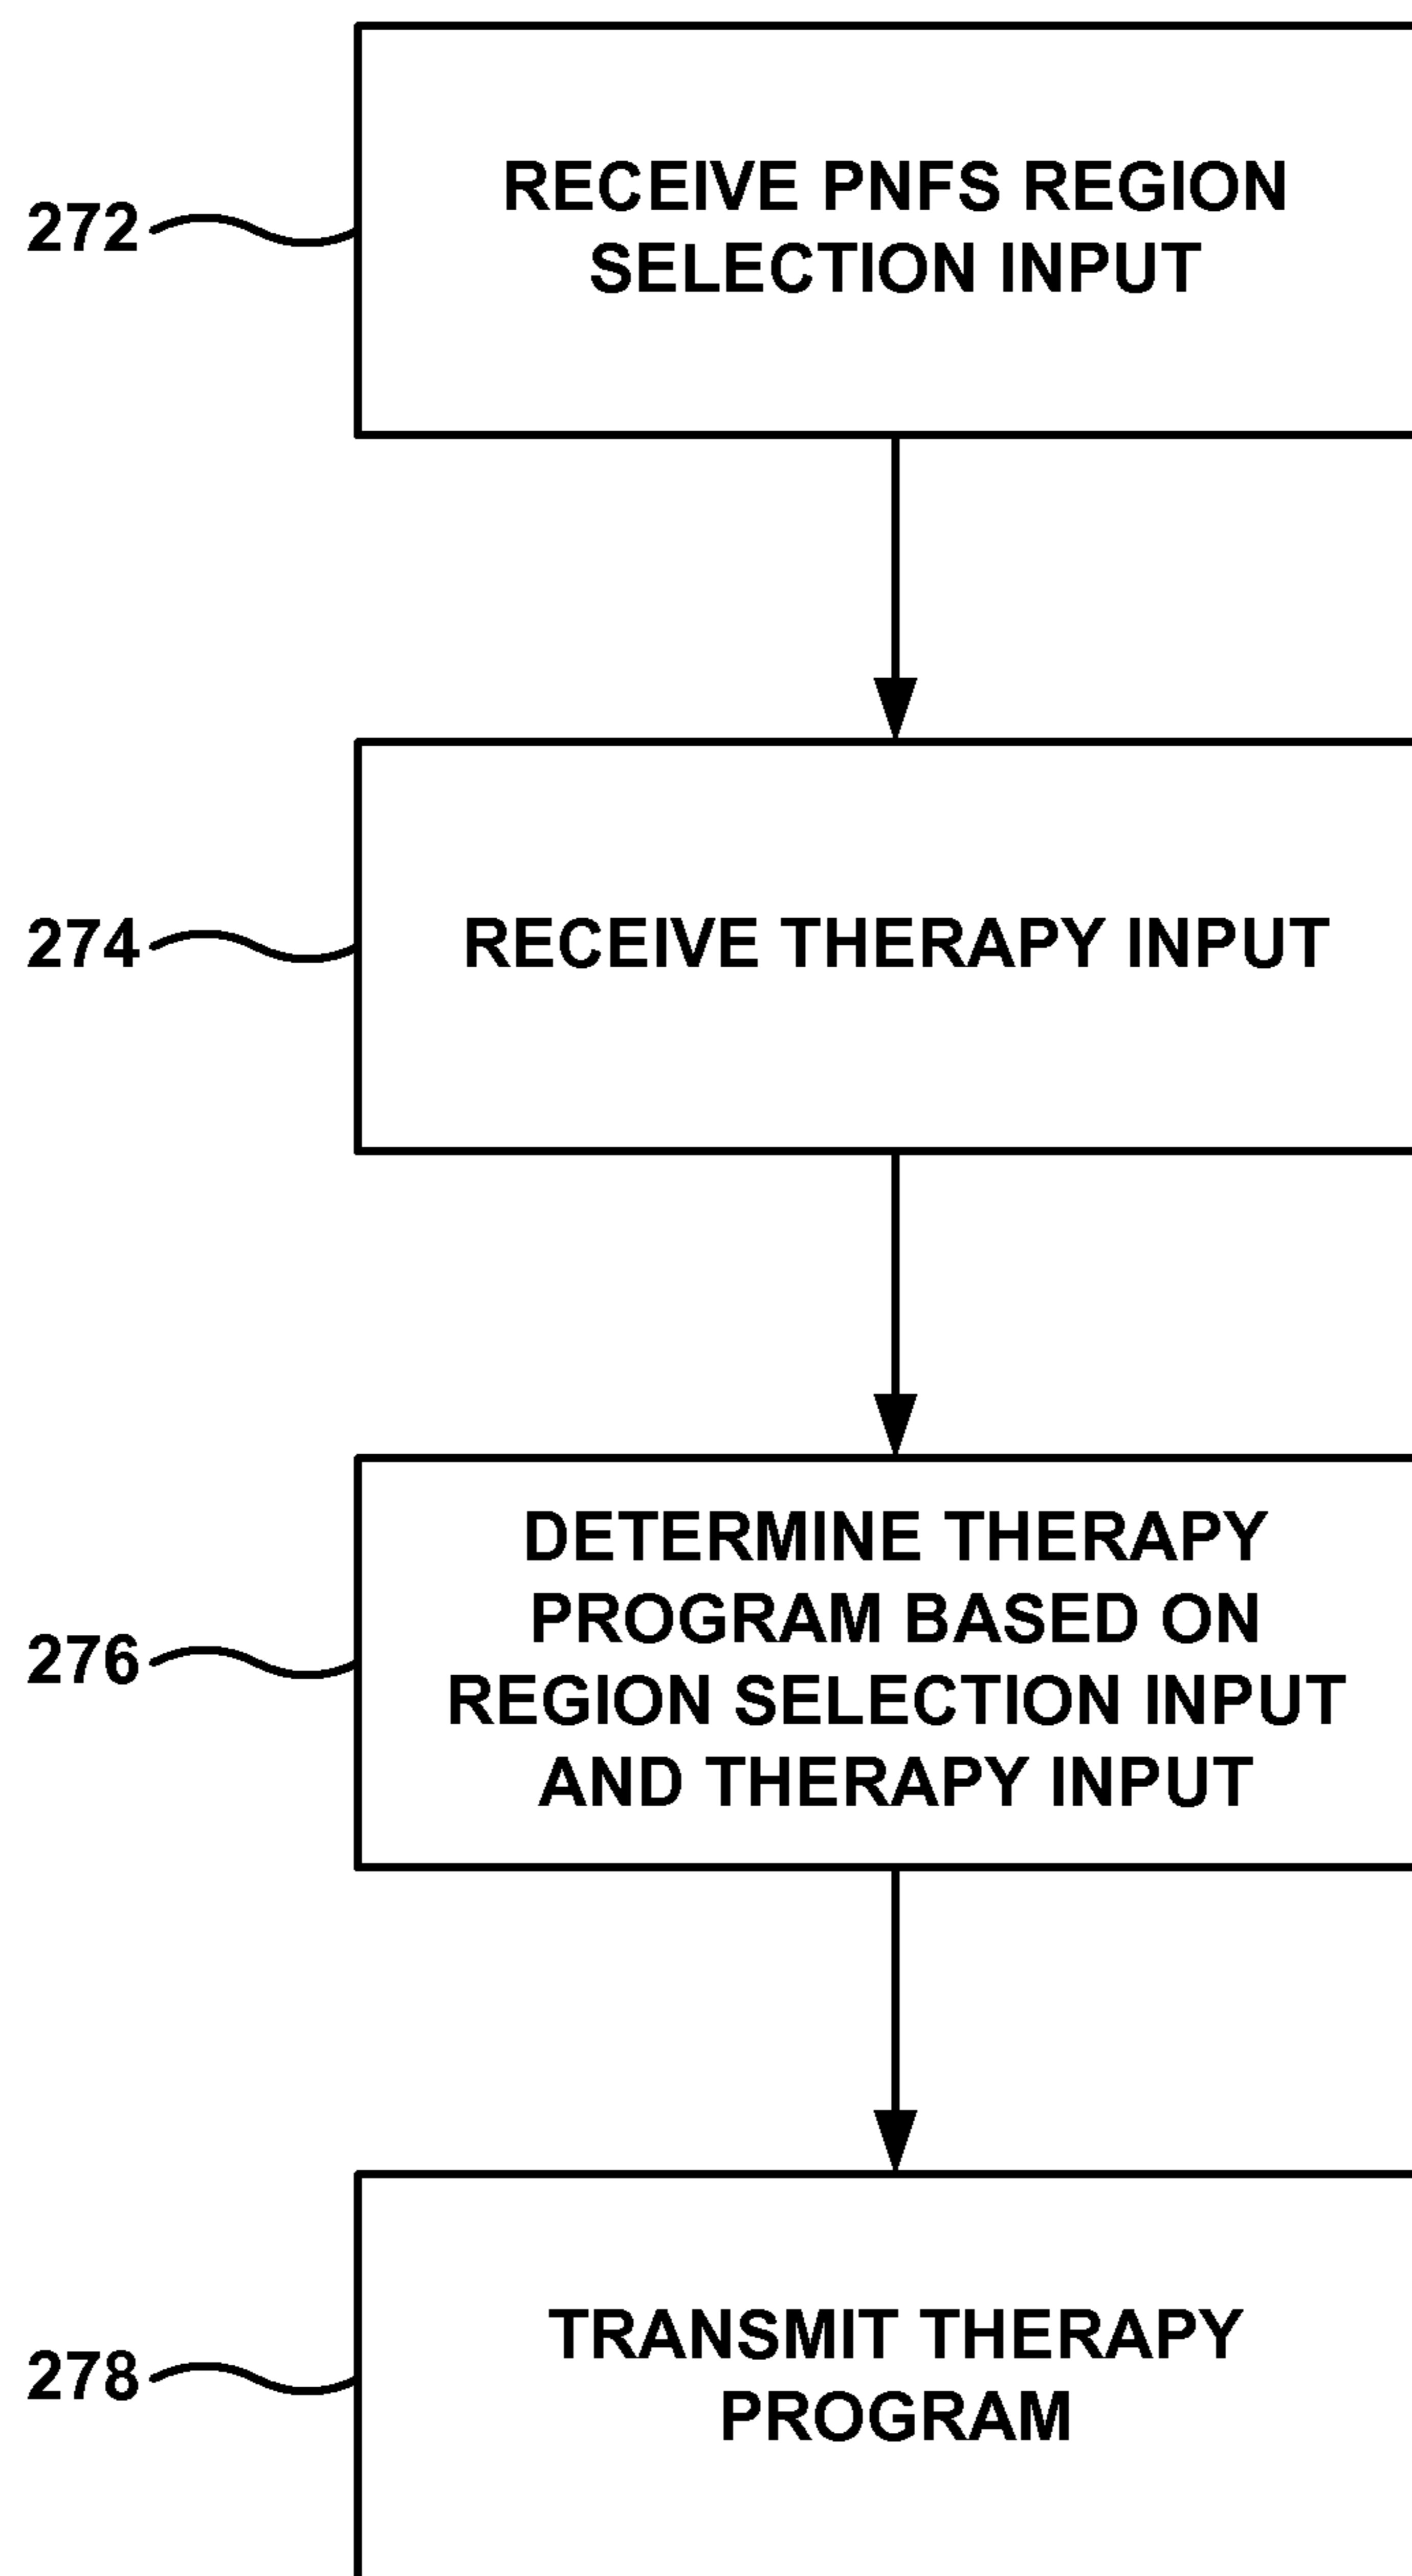 272
RECEIVE PNFS REGION
SELECTION INPUT
274
RECEIVE THERAPY INPUT
276
DETERMINE THERAPY
PROGRAM BASED ON
REGION SELECTION INPUT
AND THERAPY INPUT
278
TRANSMIT THERAPY
PROGRAM